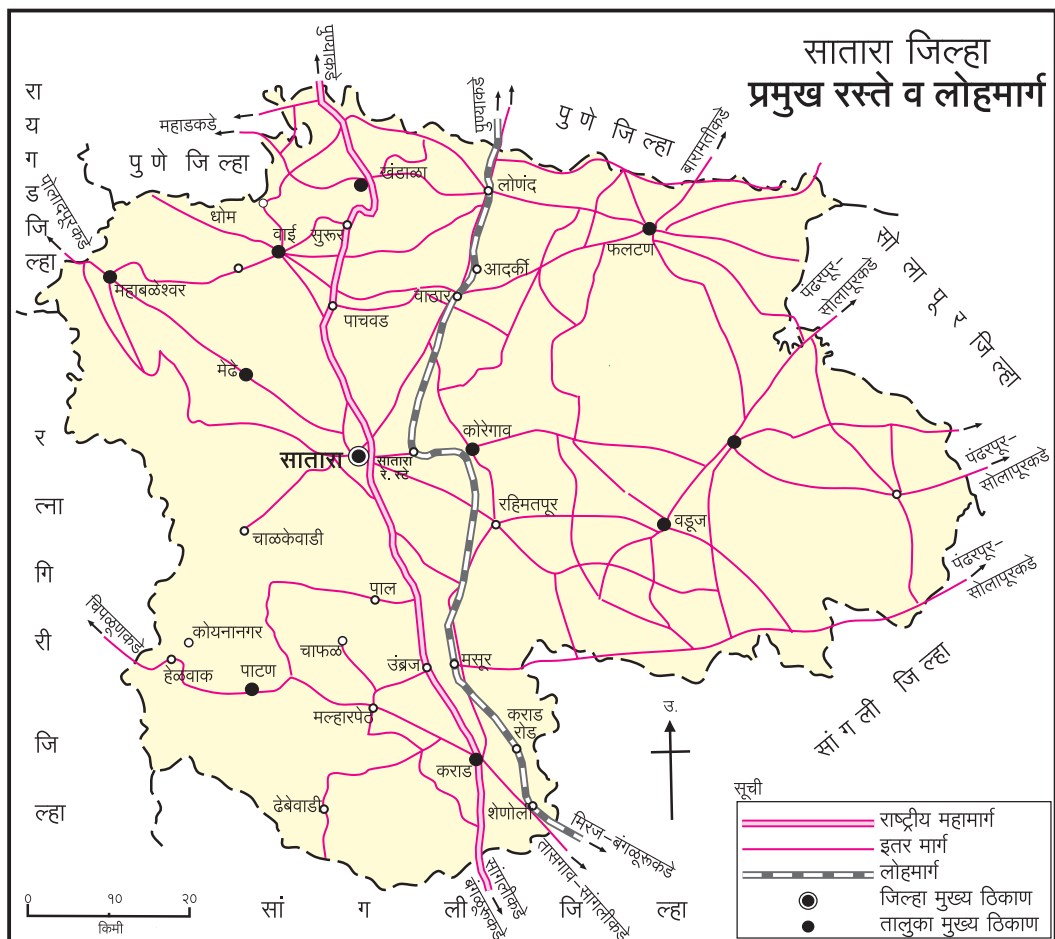 सातारा जिल्हा
प्रमुख रस्ते व लोहमार्ग
पुण्याकडे
पुण्याकडे
पुणे जिल्हा
बारामतीकडे
रायगड जिल्हा
महाडकडे
पुणे जिल्हा
पोलादपूरकडे
खंडाळा
लोणंद
धोम
वाई
सुरूर
फलटण
सोलापूर जिल्हा
महाबळेश्वर
आदर्की
वाठार
पाचवड
पंढरपूर–
सोलापूरकडे
मेढे
कोरेगाव
सातारा
सातारा
रे. स्टे
पंढरपूर–
सोलापूरकडे
रहिमतपूर
वडूज
चाळकेवाडी
पंढरपूर–
सोलापूरकडे
रत्नागिरी जिल्हा
पाल
चिपळूणकडे
कोयनानगर
चाफळ
हेळवाक
पाटण
उंब्रज
मसूर
सांगली जिल्हा
मल्हारपेठ
कराड
रोड
उ.
कराड
ढेबेवाडी
शेणोली
मिरज–बंगळूरूकडे
तासगाव–सांगलीकडे
सांगलीकडे
बंगळूरूकडे
सांगली जिल्हा
० १० २०
किमी
सूची
राष्ट्रीय महामार्ग
इतर मार्ग
लोहमार्ग
जिल्हा मुख्य ठिकाण
तालुका मुख्य ठिकाण